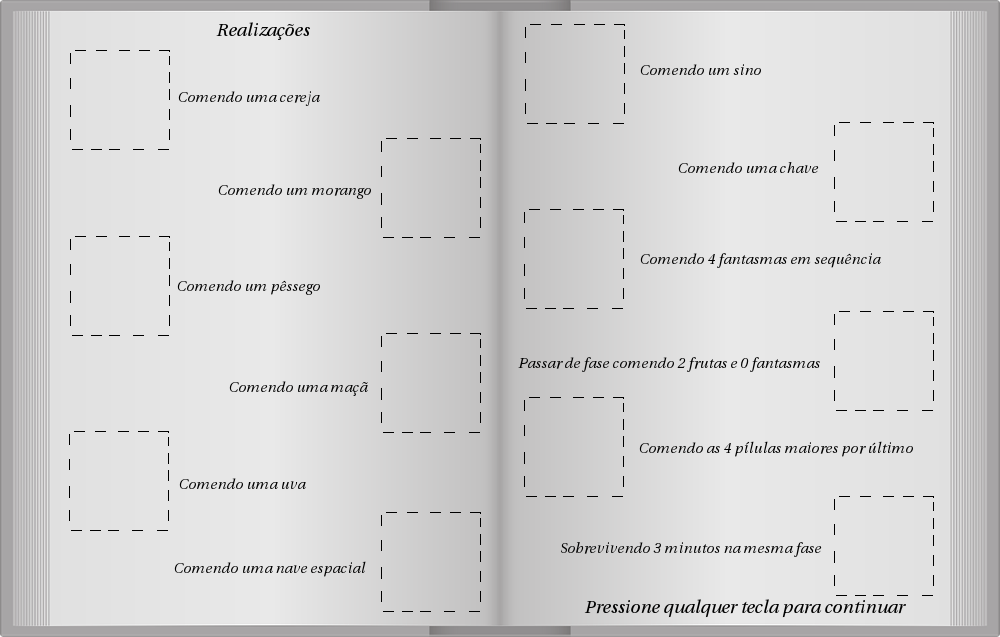 Realizações
Comendo uma cereja
Comendo um morango
Comendo um pêssego
Comendo uma maçã
Comendo uma uva
Comendo uma nave espacial
Comendo um sino
Comendo uma chave
Comendo 4 fantasmas em sequência
Passar de fase comendo 2 frutas e 0 fantasmas
Comendo as 4 pílulas maiores por último
Sobrevivendo 3 minutos na mesma fase
Pressione qualquer tecla para continuar